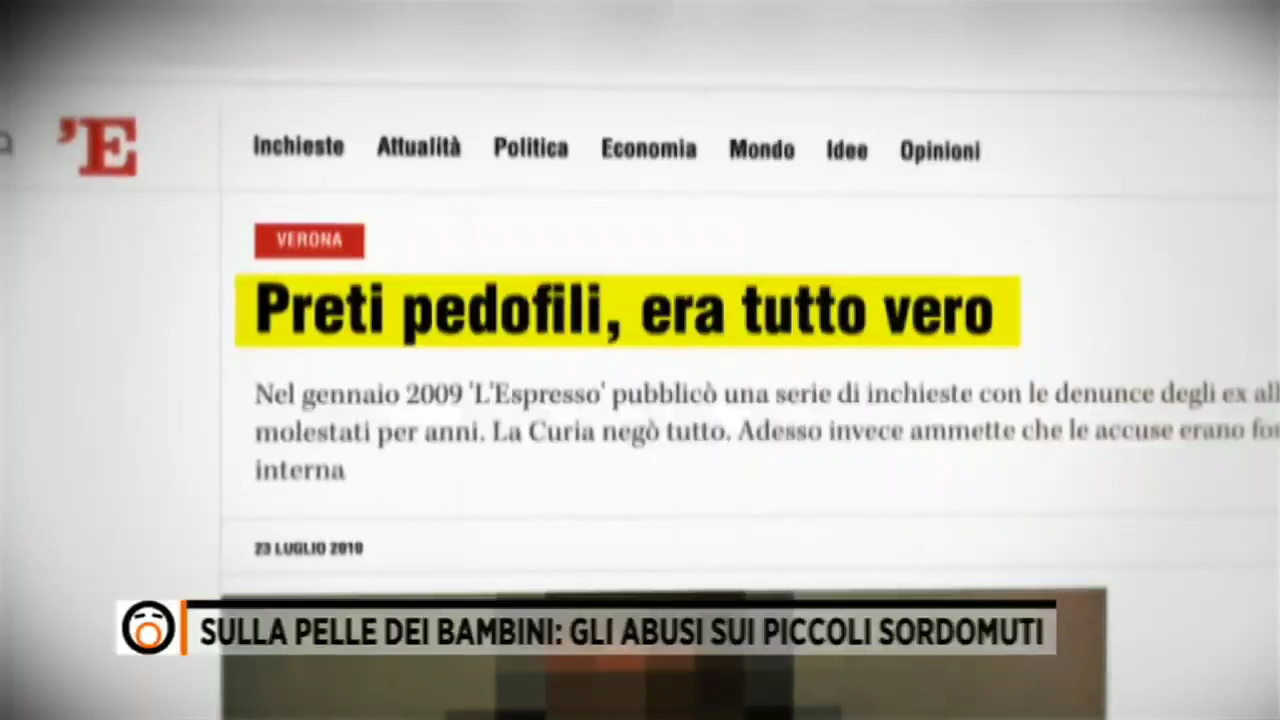 'E
Inchieste Attualità Politica Economia Mondo Idee Opinioni
VERONA
Preti pedofili, era tutto vero
Nel gennaio 2009 'L'Espresso' pubblicò una serie di inchieste con le denunce degli ex
molestati per anni. La Curia negò tutto. Adesso invece ammette che le accuse erano
interna
23 LUGLIO 2010
SULLA PELLE DEI BAMBINI: GLI ABUSI SUI PICCOLI SORDOMUTI